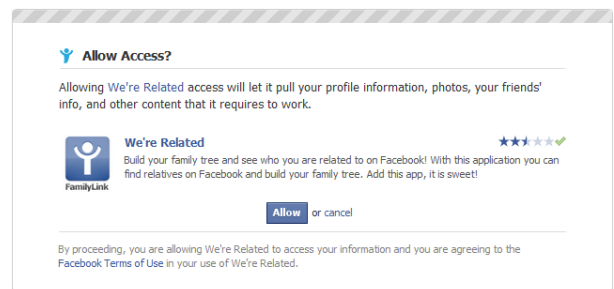 Allow Access?
Allowing We're Related access will let it pull your profile information, photos, your friends'
info, and other content that it requires to work.
We're Related
Build your family tree and see who you are related to on Facebook! With this application you can
find relatives on Facebook and build your family tree. Add this app, it is sweet!
FamilyLink
Allow or cancel
By proceeding, you are allowing We're Related to access your information and you are agreeing to the
Facebook Terms of Use in your use of We're Related.